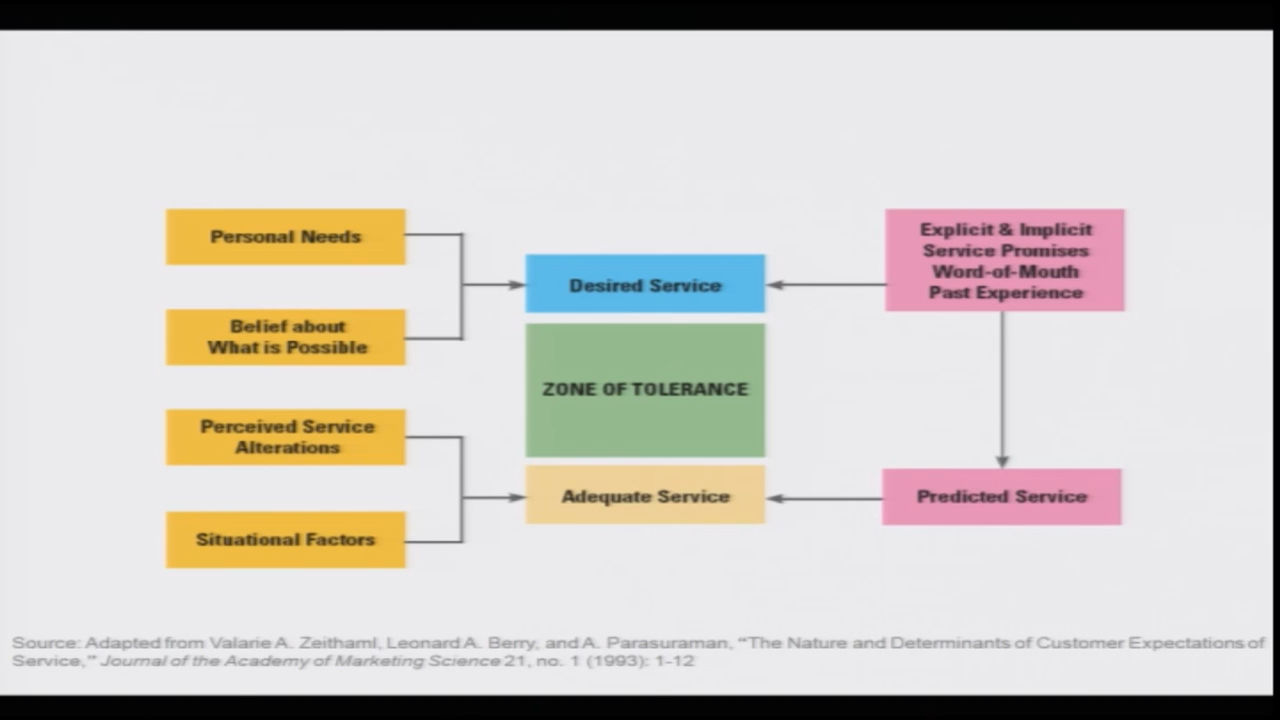 Personal Needs
Belief about
What is Possible
Perceived Service
Alterations
Situational Factors
Desired Service
ZONE OF TOLERANCE
Adequate Service
Explicit & Implicit
Service Promises
Word-of-Mouth
Past Experience
Predicted Service
Source: Adapted from Valarie A. Zeithaml, Leonard A. Berry, and A. Parasuraman, “The Nature and Determinants of Customer Expectations of
Service,” Journal of the Academy of Marketing Science 21, no. 1 (1993): 1-12